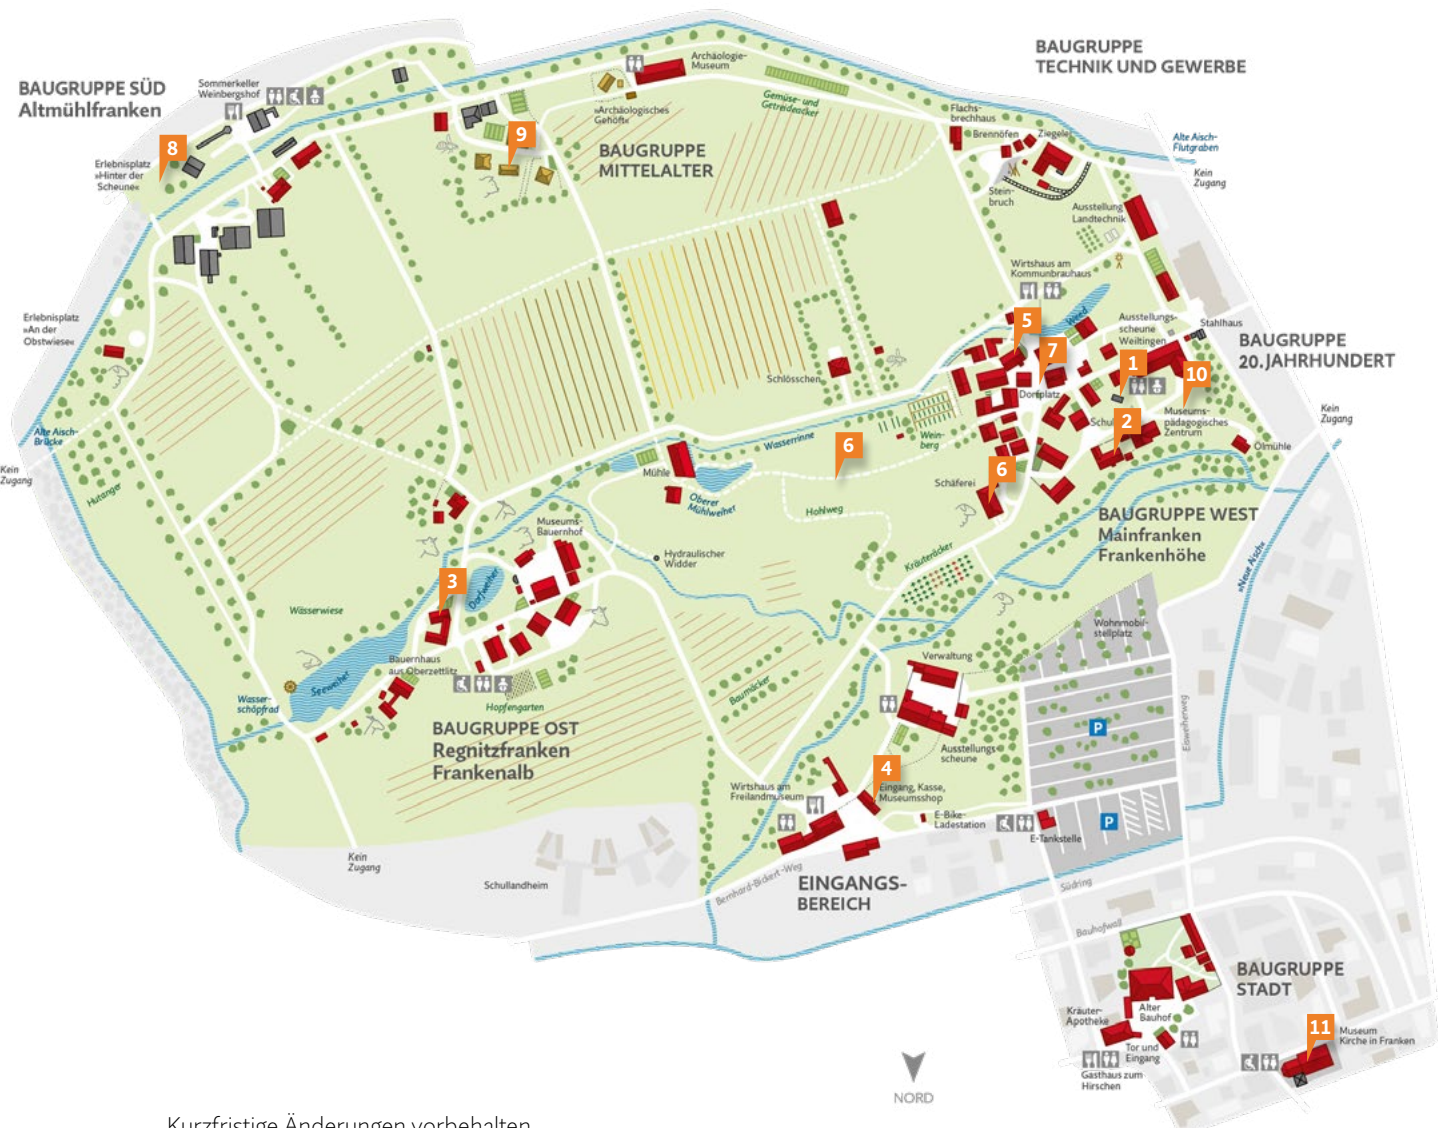 BAUGRUPPE SÜD
Altmühlfranken
Sommerkeller
Weinbergshof
8
Erlebnisplatz
»Hinter der
Scheune«
Erlebnisplatz
»An der
Obstwiese«
Archäologie-
Museum
»Archäologisches
Gehöft«
Gemüse- und
Getreideäcker
9
BAUGRUPPE
MITTELALTER
BAUGRUPPE
TECHNIK UND GEWERBE
Flachs-
brechhaus
Brennöfen
Ziegelei
Stein-
bruch
Alte Aisch-
Flutgraben
Kein
Zugang
Ausstellung
Landtechnik
Wirtshaus am
Kommunbrauhaus
Weed
5
7
Ausstellungs-
scheune
Weiltingen
Stahlhaus
BAUGRUPPE
20. JAHRHUNDERT
1
10
Dorfplatz
2
Museums-
pädagogisches
Zentrum
Ölmühle
Kein
Zugang
Schlösschen
Wasserrinne
Wein-
berg
6
6
Schäferei
Mühle
Oberer
Mühlweiher
Hohlweg
BAUGRUPPE WEST
Mainfranken
Frankenhöhe
»Neue Aisch«
Alte Aisch-
Brücke
Kein
Zugang
Hutanger
Museums-
Bauernhof
Hydraulischer
Widder
Kräuteräcker
3
Dorfweiher
Wässerwiese
Bauernhaus
aus Oberzettlitz
Seeweiher
Wasser-
schöpfrad
Hopfengarten
BAUGRUPPE OST
Regnitzfranken
Frankenalb
Baumäcker
Verwaltung
Wohnmobil-
stellplatz
P
Eisweiherweg
Ausstellungs-
scheune
4
Eingang, Kasse,
Museumsshop
Wirtshaus am
Freilandmuseum
E-Bike-
Ladestation
P
E-Tankstelle
Kein
Zugang
Schullandheim
Bernhard-Bickert-Weg
EINGANGS-
BEREICH
Südring
Bauhofwall
BAUGRUPPE
STADT
Kräuter-
Apotheke
Alter
Bauhof
Tor und
Eingang
Gasthaus zum
Hirschen
11
Museum
Kirche in Franken
NORD
Kurzfristige Änderungen vorbehalten